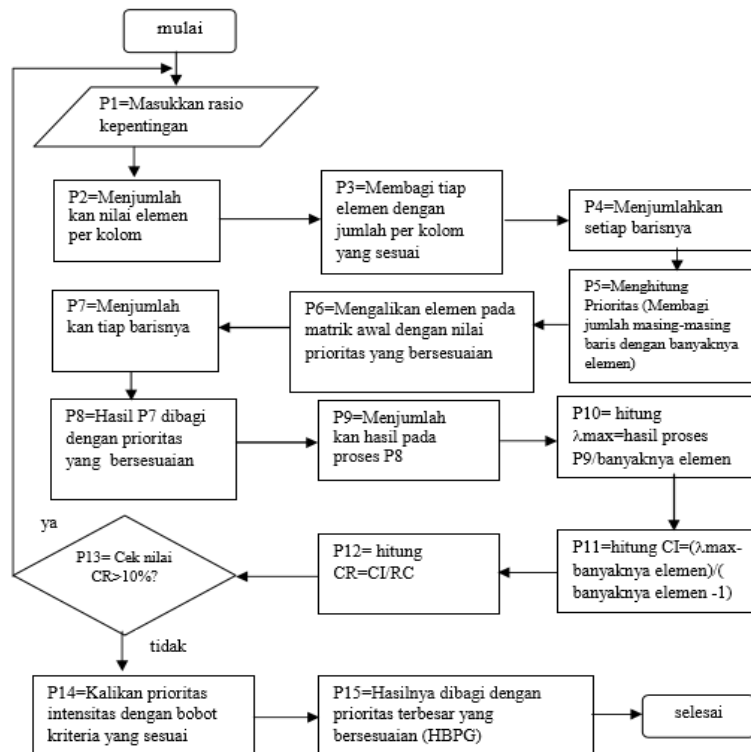 mulai
P1=Masukkan rasio
kepentingan
P2=Menjumlah
kan nilai elemen
per kolom
P3=Membagi tiap
elemen dengan
jumlah per kolom
yang sesuai
P4=Menjumlahkan
setiap barisnya
P5=Menghitung
Prioritas (Membagi
jumlah masing-masing
baris dengan banyaknya
elemen)
P6=Mengalikan elemen pada
matrik awal dengan nilai
prioritas yang bersesuaian
P7=Menjumlah
kan tiap barisnya
P8=Hasil P7 dibagi
dengan prioritas
yang bersesuaian
P9=Menjumlah
kan hasil pada
proses P8
P10= hitung
λmax=hasil proses
P9/banyaknya elemen
P11=hitung CI=(λmax-
banyaknya elemen)/(
banyaknya elemen -1)
P12= hitung
CR=CI/RC
P13= Cek nilai
CR>10%?
ya
tidak
P14=Kalikan prioritas
intensitas dengan bobot
kriteria yang sesuai
P15=Hasilnya dibagi dengan
prioritas terbesar yang
bersesuaian (HBPG)
selesai